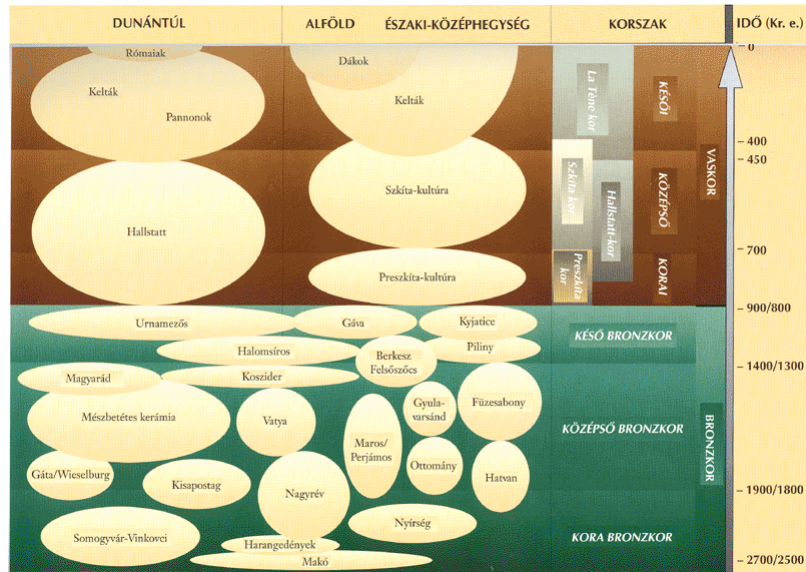 DUNÁNTÚL
ALFÖLD
ÉSZAKI-KÖZÉPHEGYSÉG
KORSZAK
IDŐ (Kr. e.)
Rómaiak
Kelták
Pannonok
Dákok
Kelták
La Tène kor
KÉSŐI
0
400
450
Hallstatt
Szkíta-kultúra
Szkíta kor
Hallstatt-kor
KÖZÉPSŐ
VASKOR
700
Preszkíta-kultúra
Preszkíta
kor
KORAI
900/800
Urnamezős
Gáva
Kyjatice
KÉSŐ BRONZKOR
Halomsíros
Berkesz
Felsőszőcs
Piliny
1400/1300
Magyarád
Koszider
Mészbetétes kerámia
Vatya
Maros/
Perjámos
Gyula-
varsánd
Füzesabony
KÖZÉPSŐ BRONZKOR
BRONZKOR
Gáta/Wieselburg
Kisapostag
Nagyrév
Ottomány
Hatvan
1900/1800
Somogyvár-Vinkovci
Nyírség
KORA BRONZKOR
Harangedények
Makó
2700/2500